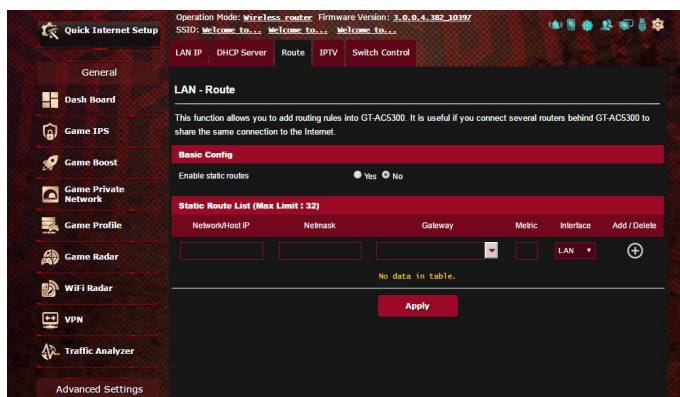 Quick Internet Setup
General
Dash Board
Game IPS
Game Boost
Game Private
Network
Game Profile
Game Radar
WiFi Radar
VPN
Traffic Analyzer
Advanced Settings
Operation Mode: Wireless router Firmware Version: 3.0.0.4.382_10397
SSID: Welcome to... Welcome to... Welcome to...
LAN IP DHCP Server Route IPTV Switch Control
LAN - Route
This function allows you to add routing rules into GT-AC5300. It is useful if you connect several routers behind GT-AC5300 to
share the same connection to the Internet.
Basic Config
Enable static routes Yes No
Static Route List (Max Limit : 32)
Network/Host IP Netmask Gateway Metric Interface Add / Delete
LAN
No data in table.
Apply